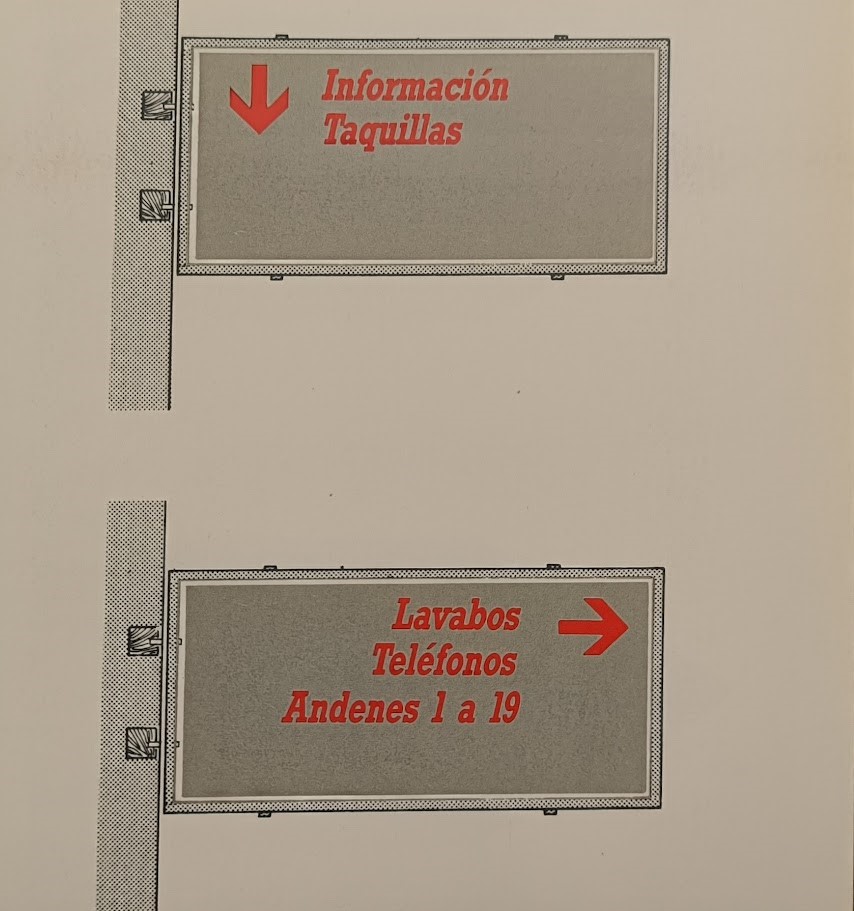 Información
Taquillas
Lavabos
Teléfonos
Andenes 1 a 19